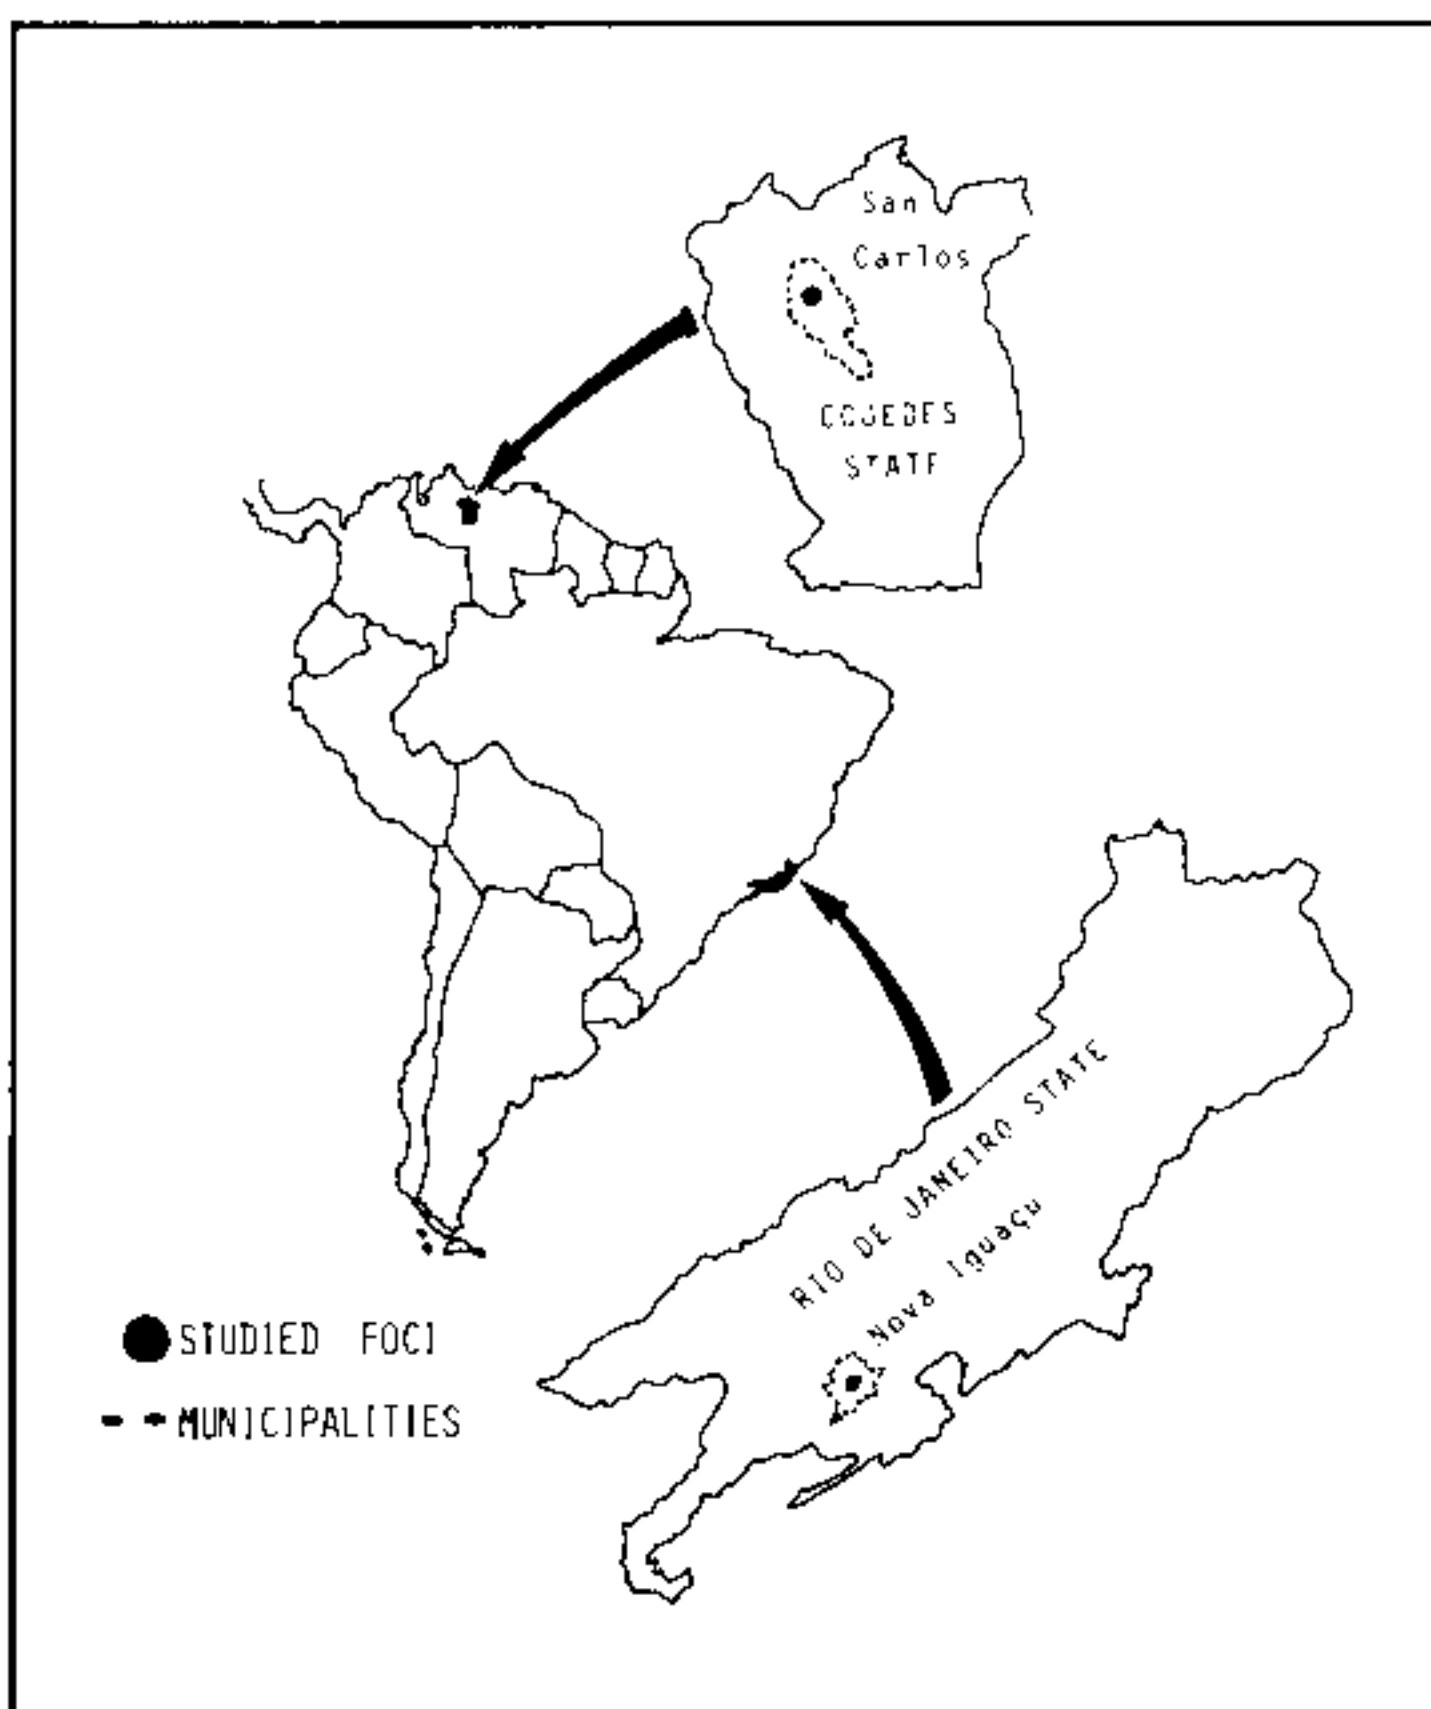 San
Carlos
COJEDES
STATE
RIO DE JANEIRO STATE
Nova Iguaçu
STUDIED FOCI
MUNICIPALITIES